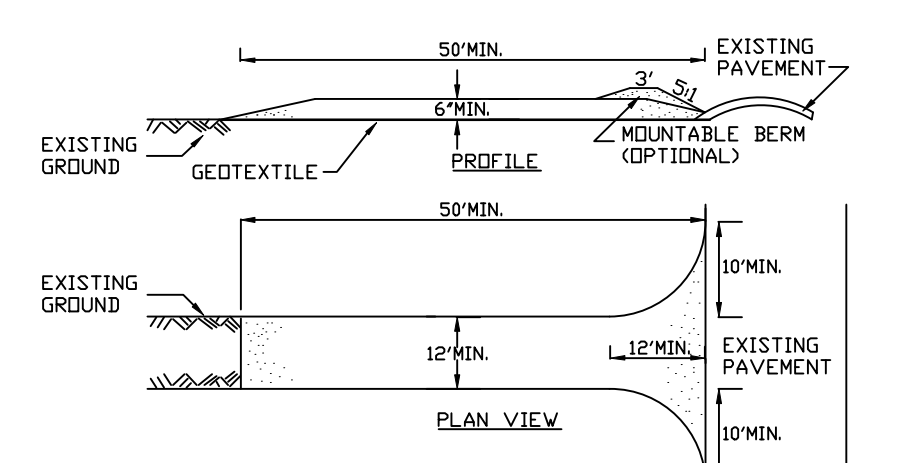 50'MIN.
EXISTING
PAVEMENT
3'
5:1
6"MIN.
EXISTING
GROUND
GEOTEXTILE
PROFILE
MOUNTABLE BERM
(OPTIONAL)
50'MIN.
10'MIN.
EXISTING
GROUND
12'MIN.
12'MIN.
EXISTING
PAVEMENT
PLAN VIEW
10'MIN.